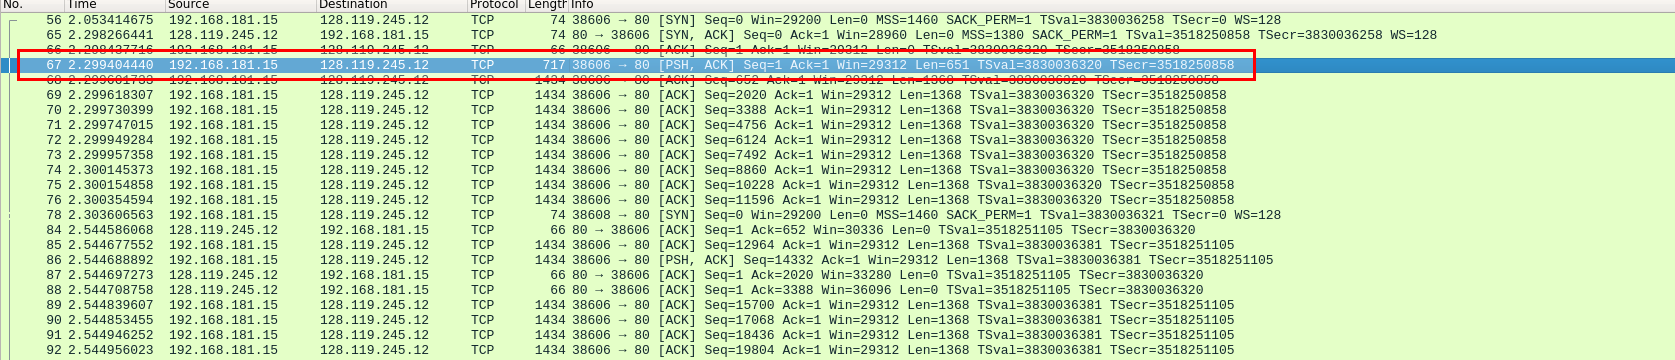 No. Time Source Destination Protocol Length Info
56 2.053414675 192.168.181.15 128.119.245.12 TCP 74 38606 → 80 [SYN] Seq=0 Win=29200 Len=0 MSS=1460 SACK_PERM=1 TSval=3830036258 TSecr=0 WS=128
65 2.298266441 128.119.245.12 192.168.181.15 TCP 74 80 → 38606 [SYN, ACK] Seq=0 Ack=1 Win=28960 Len=0 MSS=1380 SACK_PERM=1 TSval=3518250858 TSecr=3830036258 WS=128
66 2.298437716 192.168.181.15 128.119.245.12 TCP 66 38606 → 80 [ACK] Seq=1 Ack=1 Win=29312 Len=0 TSval=3830036320 TSecr=3518250858
67 2.299404440 192.168.181.15 128.119.245.12 TCP 717 38606 → 80 [PSH, ACK] Seq=1 Ack=1 Win=29312 Len=651 TSval=3830036320 TSecr=3518250858
68 192.168.181.15 128.119.245.12 TCP 1434 38606 → 80 [ACK] Seq=652 Ack=1 Win=29312 Len=1368 TSval=3830036320 TSecr=3518250858
69 2.299618307 192.168.181.15 128.119.245.12 TCP 1434 38606 → 80 [ACK] Seq=2020 Ack=1 Win=29312 Len=1368 TSval=3830036320 TSecr=3518250858
70 2.299730399 192.168.181.15 128.119.245.12 TCP 1434 38606 → 80 [ACK] Seq=3388 Ack=1 Win=29312 Len=1368 TSval=3830036320 TSecr=3518250858
71 2.299747015 192.168.181.15 128.119.245.12 TCP 1434 38606 → 80 [ACK] Seq=4756 Ack=1 Win=29312 Len=1368 TSval=3830036320 TSecr=3518250858
72 2.299949284 192.168.181.15 128.119.245.12 TCP 1434 38606 → 80 [ACK] Seq=6124 Ack=1 Win=29312 Len=1368 TSval=3830036320 TSecr=3518250858
73 2.299957358 192.168.181.15 128.119.245.12 TCP 1434 38606 → 80 [ACK] Seq=7492 Ack=1 Win=29312 Len=1368 TSval=3830036320 TSecr=3518250858
74 2.300145373 192.168.181.15 128.119.245.12 TCP 1434 38606 → 80 [ACK] Seq=8860 Ack=1 Win=29312 Len=1368 TSval=3830036320 TSecr=3518250858
75 2.300154858 192.168.181.15 128.119.245.12 TCP 1434 38606 → 80 [ACK] Seq=10228 Ack=1 Win=29312 Len=1368 TSval=3830036320 TSecr=3518250858
76 2.300354594 192.168.181.15 128.119.245.12 TCP 1434 38606 → 80 [ACK] Seq=11596 Ack=1 Win=29312 Len=1368 TSval=3830036320 TSecr=3518250858
78 2.303606563 192.168.181.15 128.119.245.12 TCP 74 38608 → 80 [SYN] Seq=0 Win=29200 Len=0 MSS=1460 SACK_PERM=1 TSval=3830036321 TSecr=0 WS=128
84 2.544586068 128.119.245.12 192.168.181.15 TCP 66 80 → 38606 [ACK] Seq=1 Ack=652 Win=30336 Len=0 TSval=3518251105 TSecr=3830036320
85 2.544677552 192.168.181.15 128.119.245.12 TCP 1434 38606 → 80 [ACK] Seq=12964 Ack=1 Win=29312 Len=1368 TSval=3830036381 TSecr=3518251105
86 2.544688892 192.168.181.15 128.119.245.12 TCP 1434 38606 → 80 [PSH, ACK] Seq=14332 Ack=1 Win=29312 Len=1368 TSval=3830036381 TSecr=3518251105
87 2.544697273 128.119.245.12 192.168.181.15 TCP 66 80 → 38606 [ACK] Seq=1 Ack=2020 Win=33280 Len=0 TSval=3518251105 TSecr=3830036320
88 2.544708758 128.119.245.12 192.168.181.15 TCP 66 80 → 38606 [ACK] Seq=1 Ack=3388 Win=36096 Len=0 TSval=3518251105 TSecr=3830036320
89 2.544839607 192.168.181.15 128.119.245.12 TCP 1434 38606 → 80 [ACK] Seq=15700 Ack=1 Win=29312 Len=1368 TSval=3830036381 TSecr=3518251105
90 2.544853455 192.168.181.15 128.119.245.12 TCP 1434 38606 → 80 [ACK] Seq=17068 Ack=1 Win=29312 Len=1368 TSval=3830036381 TSecr=3518251105
91 2.544946252 192.168.181.15 128.119.245.12 TCP 1434 38606 → 80 [ACK] Seq=18436 Ack=1 Win=29312 Len=1368 TSval=3830036381 TSecr=3518251105
92 2.544956023 192.168.181.15 128.119.245.12 TCP 1434 38606 → 80 [ACK] Seq=19804 Ack=1 Win=29312 Len=1368 TSval=3830036381 TSecr=3518251105